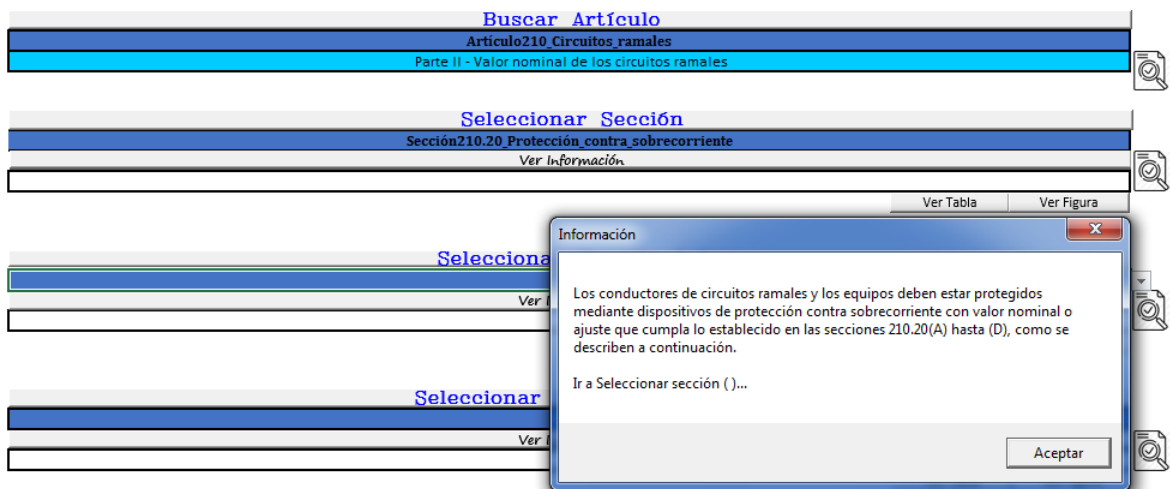 Buscar Artículo
Artículo210_Circuitos_ramales
Parte II - Valor nominal de los circuitos ramales
Seleccionar Sección
Sección210.20_Protección_contra_sobrecorriente
Ver Información
Ver Tabla Ver Figura
Información
Los conductores de circuitos ramales y los equipos deben estar protegidos
mediante dispositivos de protección contra sobrecorriente con valor nominal o
ajuste que cumpla lo establecido en las secciones 210.20(A) hasta (D), como se
describen a continuación.
Ir a Seleccionar sección ( )...
Aceptar
Selecciona
Ver
Seleccionar
Ver